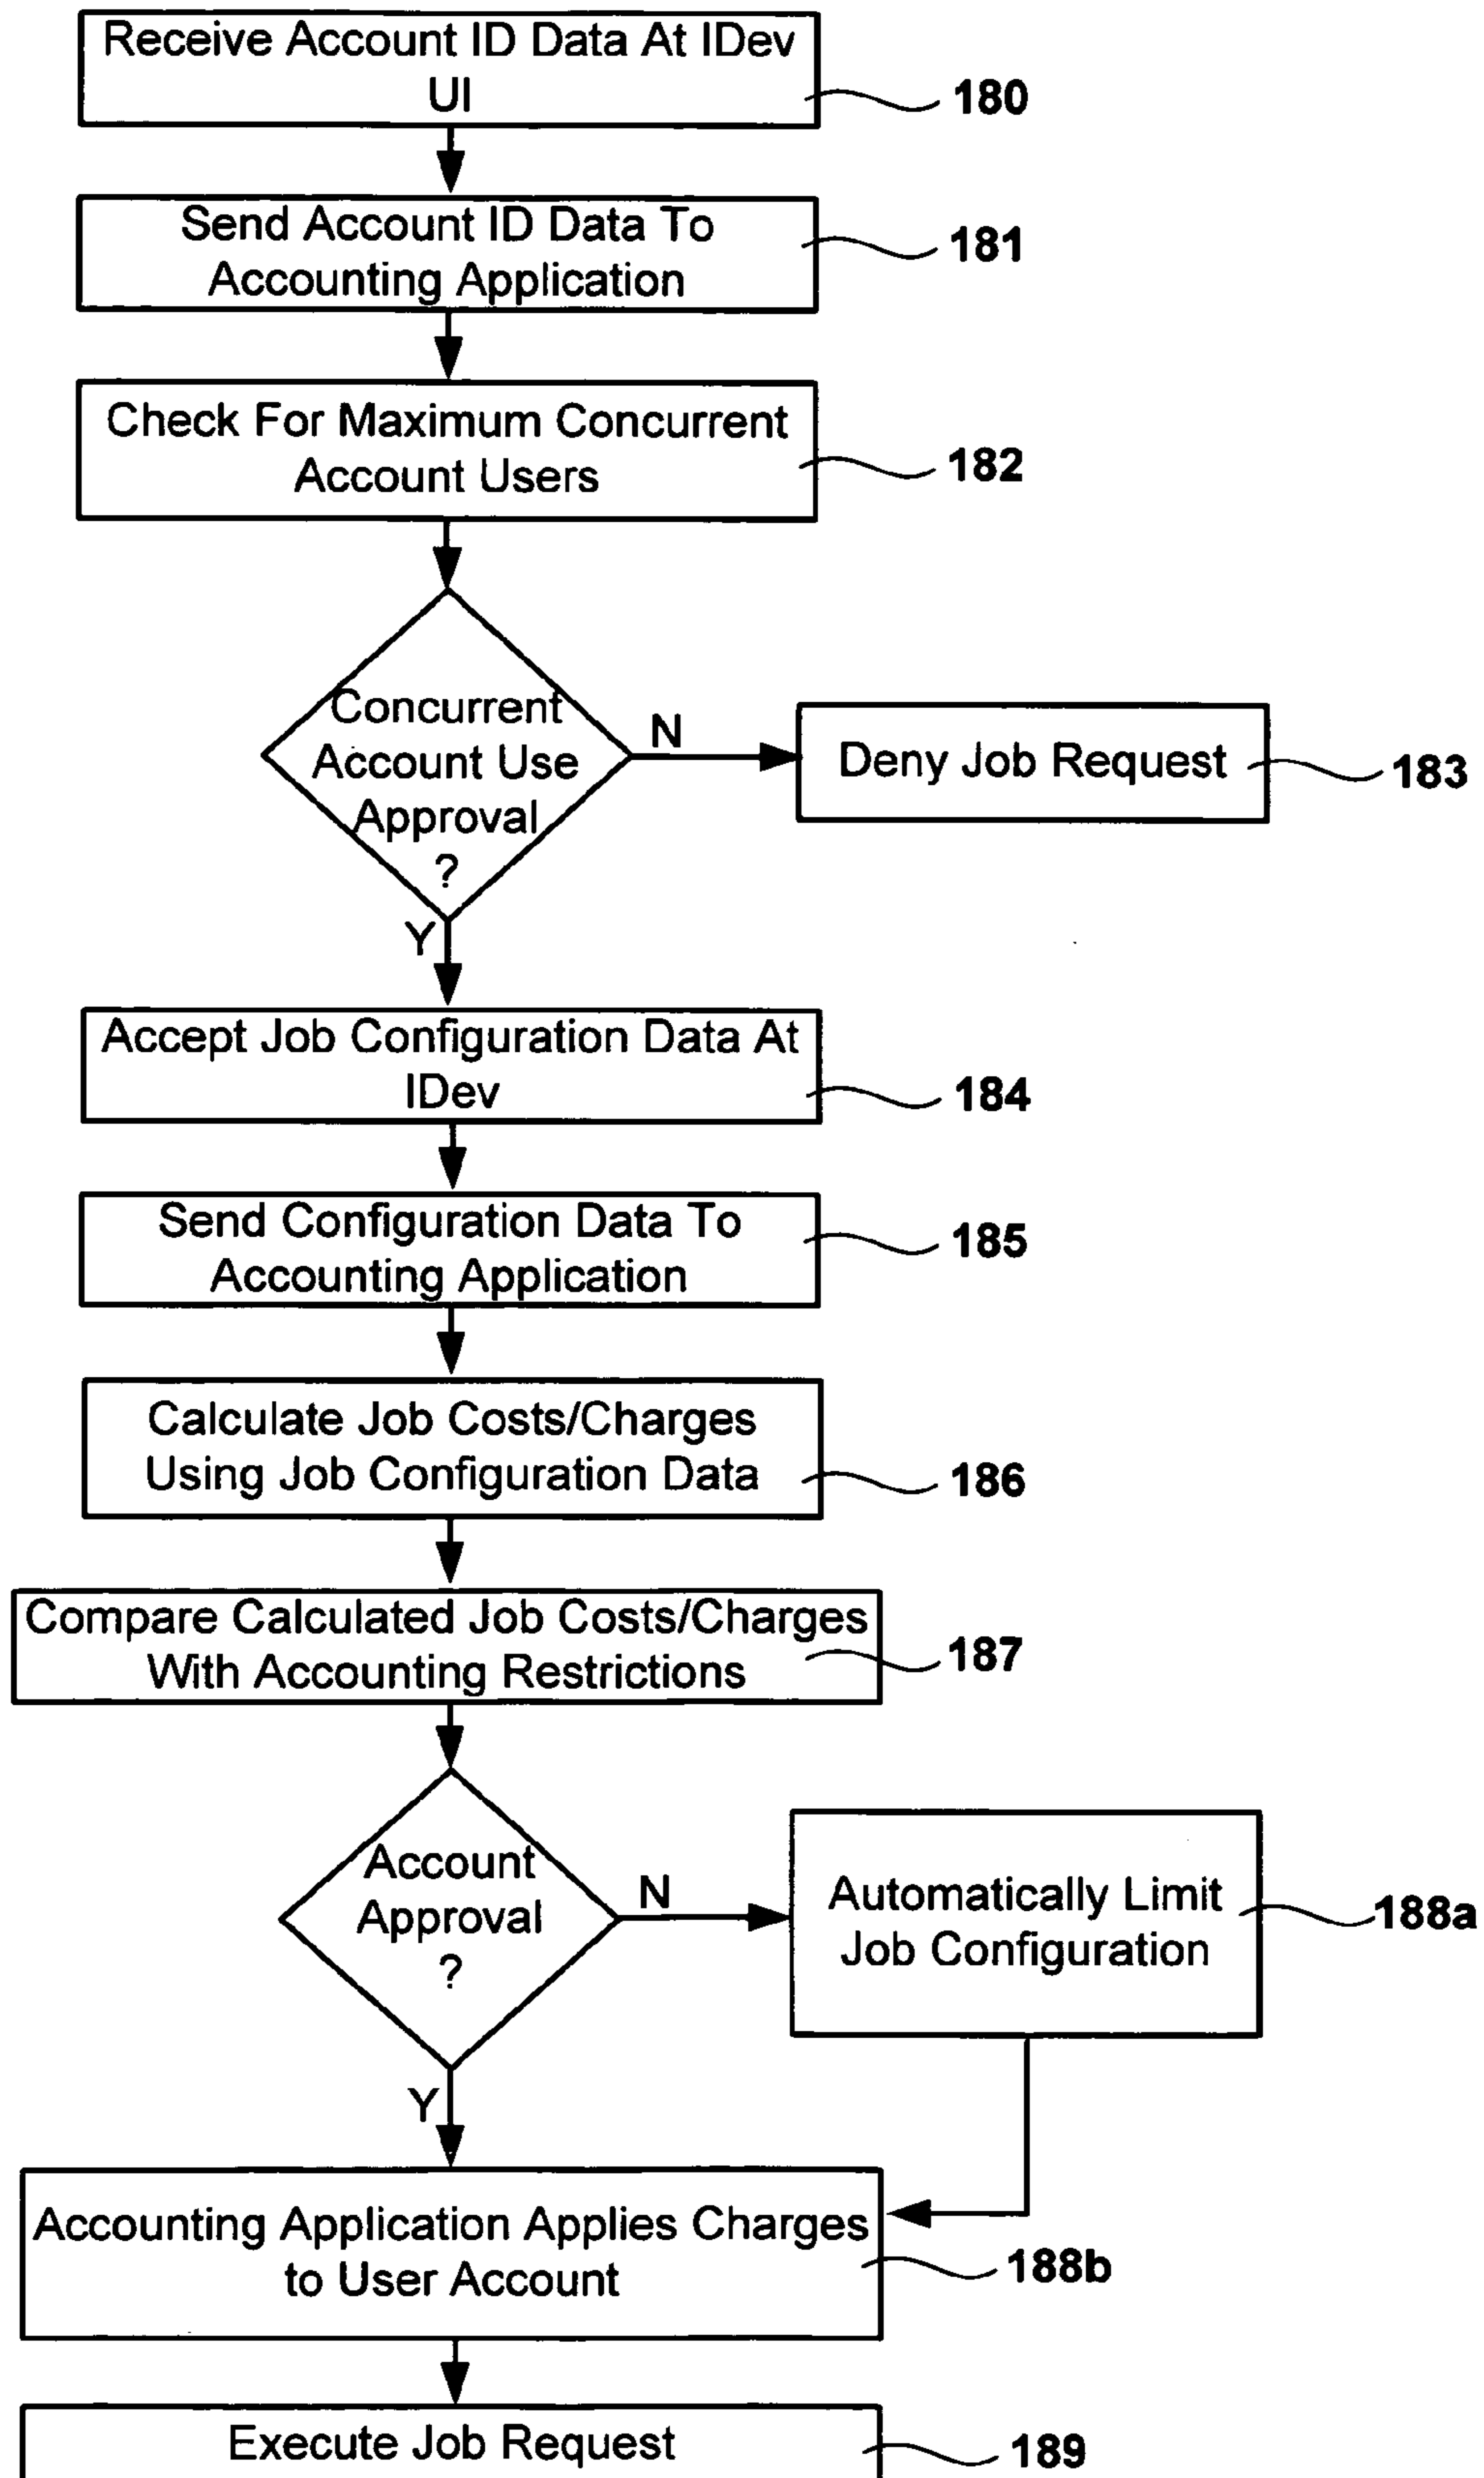 Receive Account ID Data At IDev
UI
180
Send Account ID Data To
Accounting Application
181
Check For Maximum Concurrent
Account Users
182
Concurrent
Account Use
Approval
?
N
Deny Job Request
183
Y
Accept Job Configuration Data At
IDev
184
Send Configuration Data To
Accounting Application
185
Calculate Job Costs/Charges
Using Job Configuration Data
186
Compare Calculated Job Costs/Charges
With Accounting Restrictions
187
Account
Approval
?
N
Automatically Limit
Job Configuration
188a
Y
Accounting Application Applies Charges
to User Account
188b
Execute Job Request
189